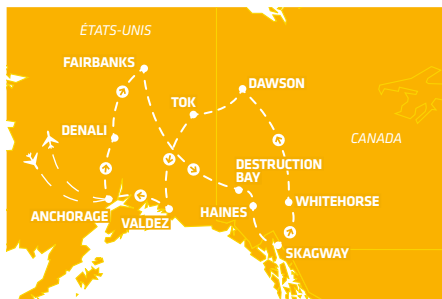 ÉTATS-UNIS
FAIRBANKS
DAWSON
TOK
DENALI
CANADA
DESTRUCTION
BAY
ANCHORAGE
VALDEZ
HAINES
WHITEHORSE
SKAGWAY